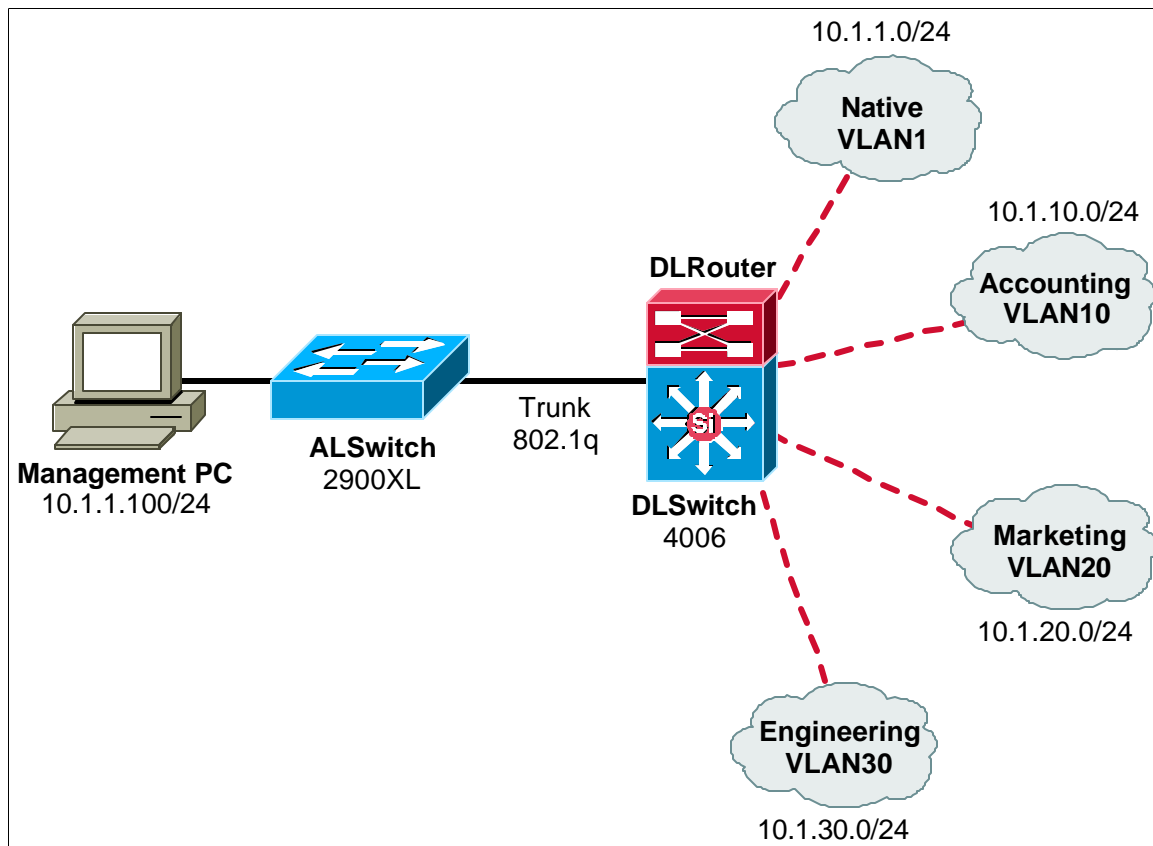 10.1.1.0/24
Native
VLAN1
10.1.10.0/24
Accounting
VLAN10
DLRouter
Si
Trunk
802.1q
Management PC
10.1.1.100/24
ALSwitch
2900XL
DLSwitch
4006
Marketing
VLAN20
10.1.20.0/24
Engineering
VLAN30
10.1.30.0/24